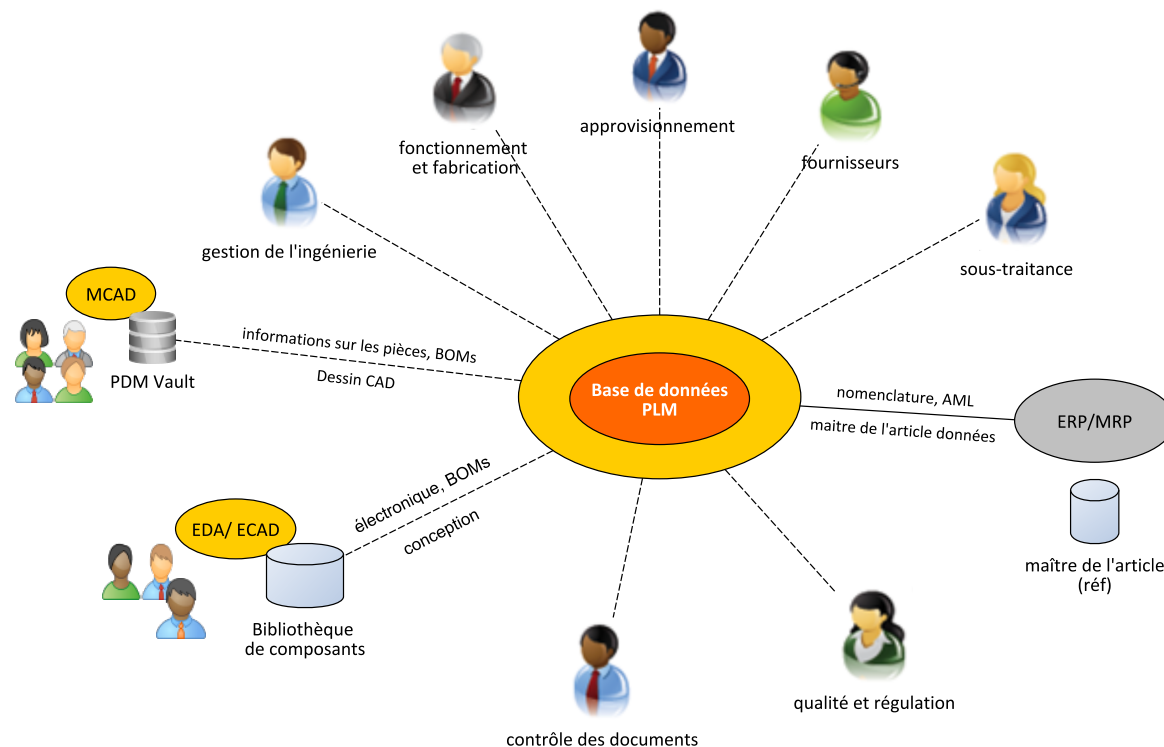 approvisionnement
fonctionnement
et fabrication
fournisseurs
gestion de l'ingénierie
sous-traitance
MCAD
PDM Vault
informations sur les pièces, BOMs
Dessin CAD
Base de données
PLM
nomenclature, AML
maitre de l'article données
ERP/MRP
électronique, BOMs
conception
EDA/ ECAD
Bibliothèque
de composants
maître de l'article
(réf)
qualité et régulation
contrôle des documents